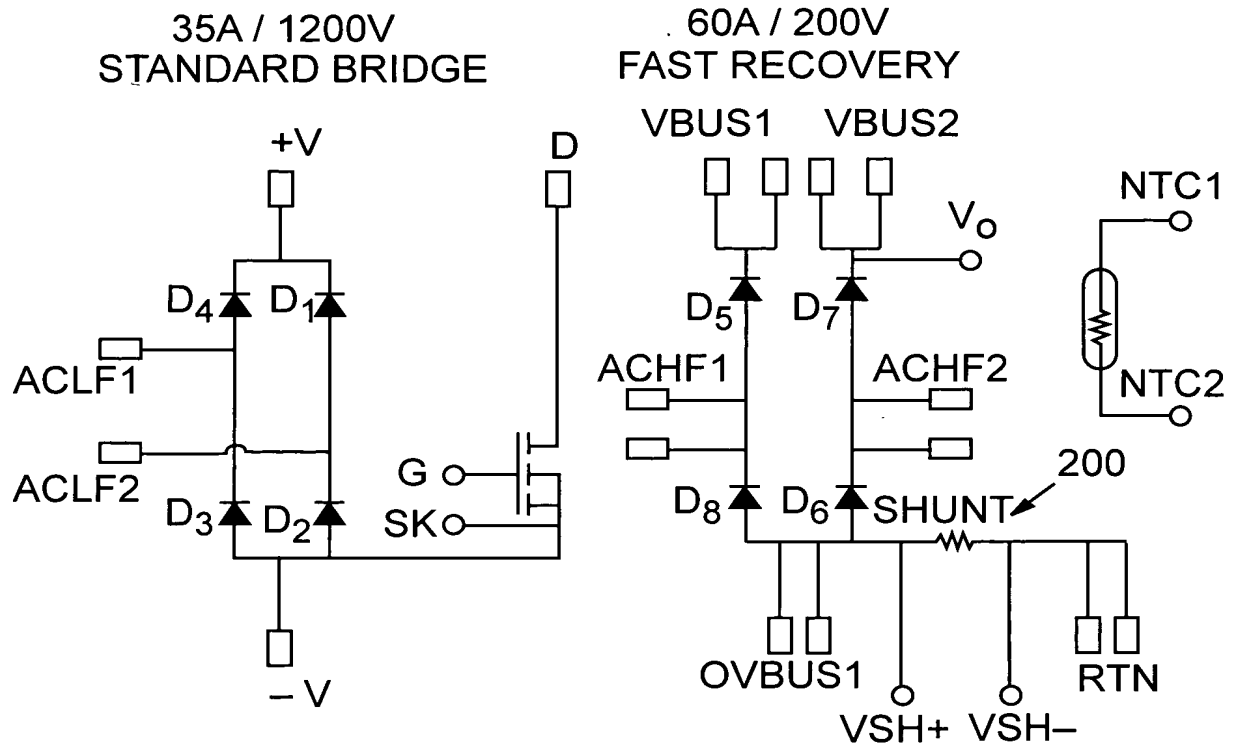 35A / 1200V
STANDARD BRIDGE
60A / 200V
FAST RECOVERY
VBUS1
VBUS2
+V
D
NTC1
Vo
D4
D1
D5
D7
ACLF1
ACHF1
ACHF2
NTC2
ACLF2
G
200
D3
D2
SK
D8
D6
SHUNT
OVBUS1
RTN
– V
VSH+
VSH–